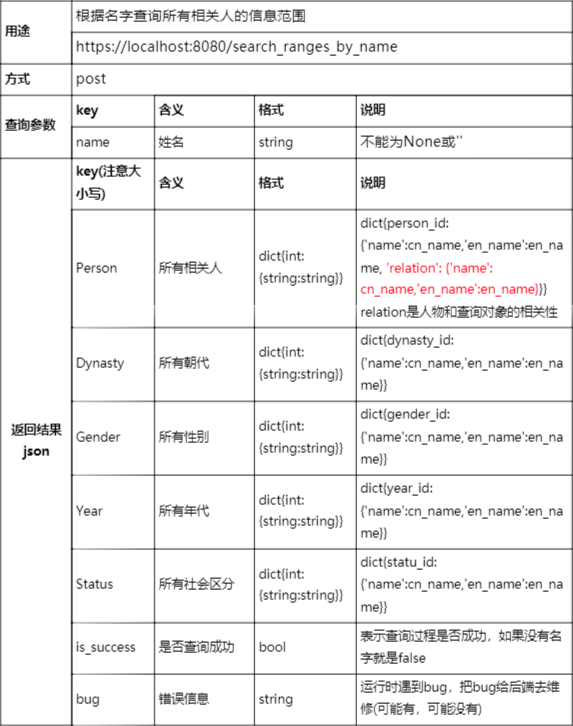 用途
根据名字查询所有相关人的信息范围
https://localhost:8080/search_ranges_by_name
方式
post
查询参数
key
含义
格式
说明
name
姓名
string
不能为None或''
返回结果
json
key(注意大
小写)
含义
格式
说明
Person
所有相关人
dict{int:
{string:string}}
dict{person_id:
{'name':cn_name,'en_name':en_na
me, 'relation': {'name':
cn_name,'en_name':en_name}}}
relation是人物和查询对象的相关性
Dynasty
所有朝代
dict{int:
{string:string}}
dict{dynasty_id:
{'name':cn_name,'en_name':en_na
me}}
Gender
所有性别
dict{int:
{string:string}}
dict{gender_id:
{'name':cn_name,'en_name':en_na
me}}
Year
所有年代
dict{int:
{string:string}}
dict{year_id:
{'name':cn_name,'en_name':en_na
me}}
Status
所有社会区分
dict{int:
{string:string}}
dict{statu_id:
{'name':cn_name,'en_name':en_na
me}}
is_success
是否查询成功
bool
表示查询过程是否成功，如果没有名
字就是false
bug
错误信息
string
运行时遇到bug，把bug给后端去维
修(可能有，可能没有)